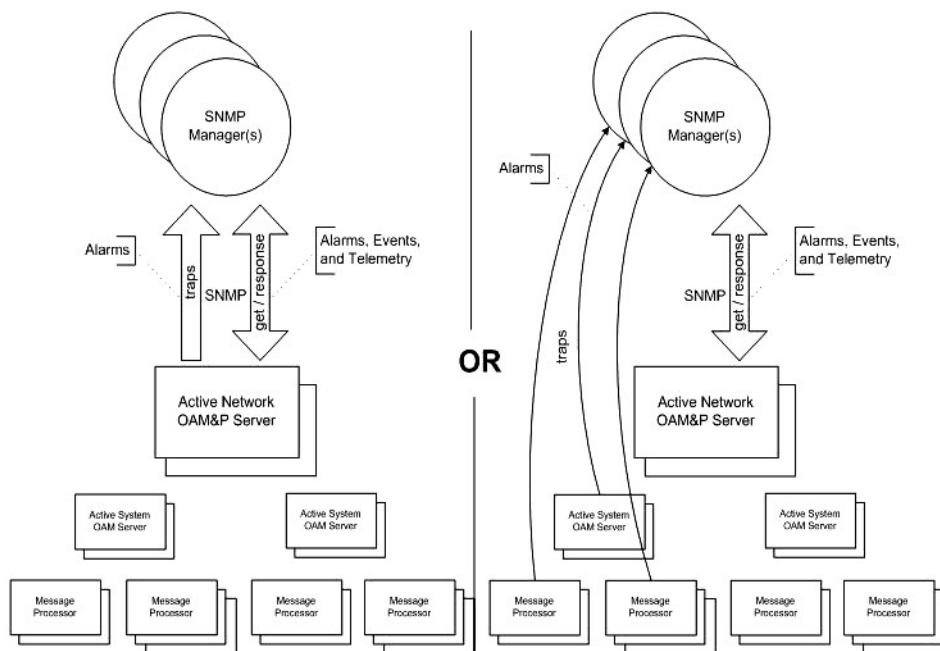 SNMP
Manager(s)
Alarms
traps
SNMP
get / response
Alarms, Events,
and Telemetry
Active Network
OAM&P Server
Active System
OAM Server
Active System
OAM Server
Message
Processor
Message
Processor
Message
Processor
Message
Processor
OR
SNMP
Manager(s)
Alarms
traps
SNMP
get / response
Alarms, Events,
and Telemetry
Active Network
OAM&P Server
Active System
OAM Server
Active System
OAM Server
Message
Processor
Message
Processor
Message
Processor
Message
Processor